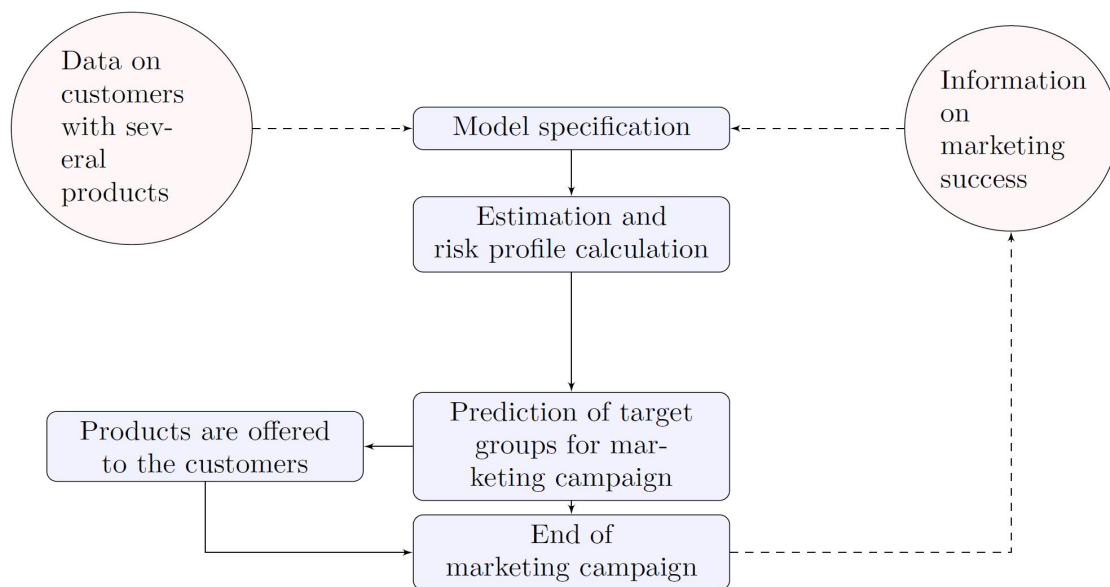 Data on
customers
with sev-
eral
products
Model specification
Information
on
marketing
success
Estimation and
risk profile calculation
Prediction of target
groups for mar-
keting campaign
Products are offered
to the customers
End of
marketing campaign